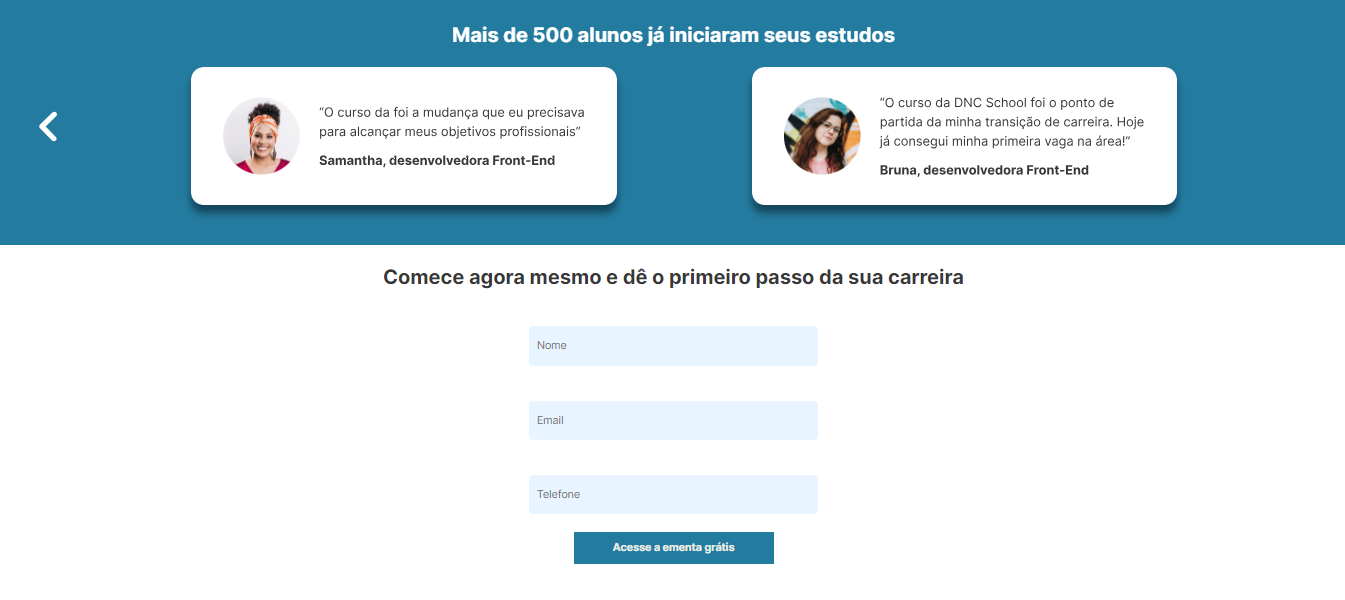 Mais de 500 alunos já iniciaram seus estudos
“O curso da foi a mudança que eu precisava
para alcançar meus objetivos profissionais”
Samantha, desenvolvedora Front-End
“O curso da DNC School foi o ponto de
partida da minha transição de carreira. Hoje
já consegui minha primeira vaga na área!”
Bruna, desenvolvedora Front-End
Comece agora mesmo e dê o primeiro passo da sua carreira
Nome
Email
Telefone
Acesse a ementa grátis